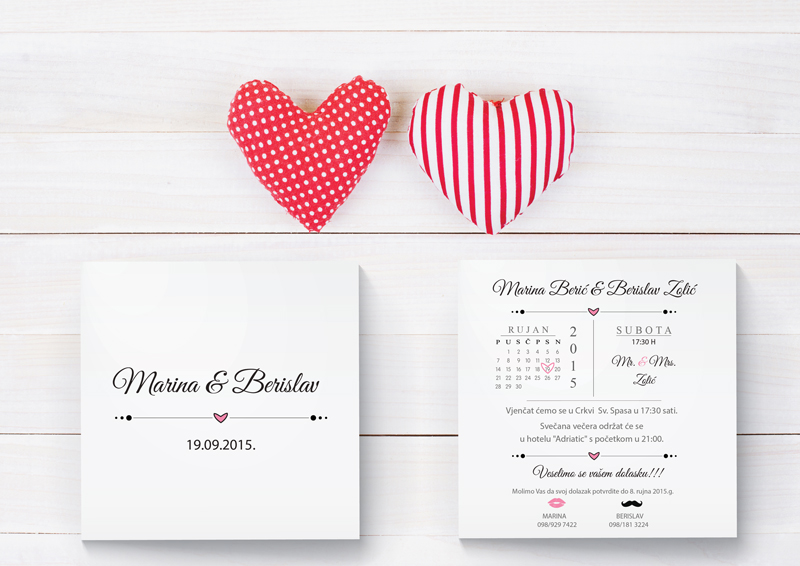 Marina & Berislav
19.09.2015.
Marina Berić & Berislav Zolić
RUJAN
P U S Č P S N
1 2 3 4 5 6
7 8 9 10 11 12 13
14 15 16 17 18 19 20
21 22 23 24 25 26 27
28 29 30
2
0
1
5
SUBOTA
17:30 H
Mr. & Mrs.
Zolić
Vjenčat ćemo se u Crkvi Sv. Spasa u 17:30 sati.
Svečana večera održat će se
u hotelu "Adriatic" s početkom u 21:00.
Veselimo se vašem dolasku!!!
Molimo Vas da svoj dolazak potvrdite do 8. rujna 2015.g.
MARINA
098/929 7422
BERISLAV
098/181 3224